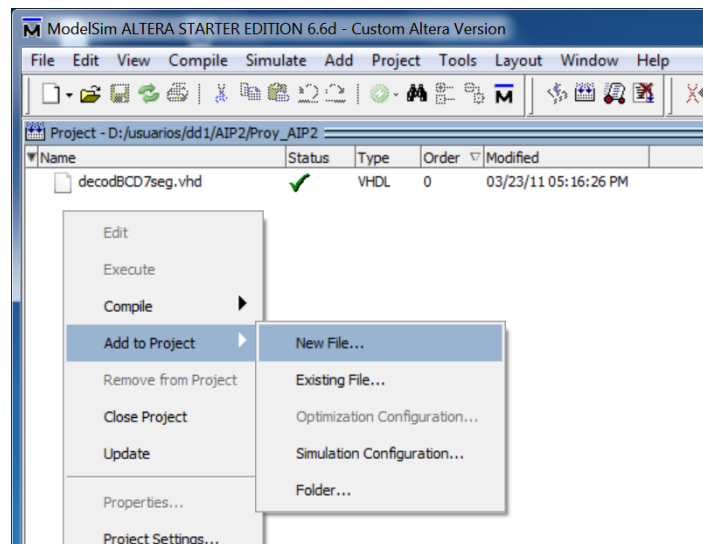 ModelSim ALTERA STARTER EDITION 6.6d - Custom Altera Version
File Edit View Compile Simulate Add Project Tools Layout Window Help
Project - D:/usuarios/dd1/AIP2/Proy_AIP2
Name Status Type Order Modified
decodBCD7seg.vhd VHDL 0 03/23/11 05:16:26 PM
Edit
Execute
Compile
Add to Project
New File...
Remove from Project
Existing File...
Close Project
Optimization Configuration...
Update
Simulation Configuration...
Folder...
Properties...
Project Settings...